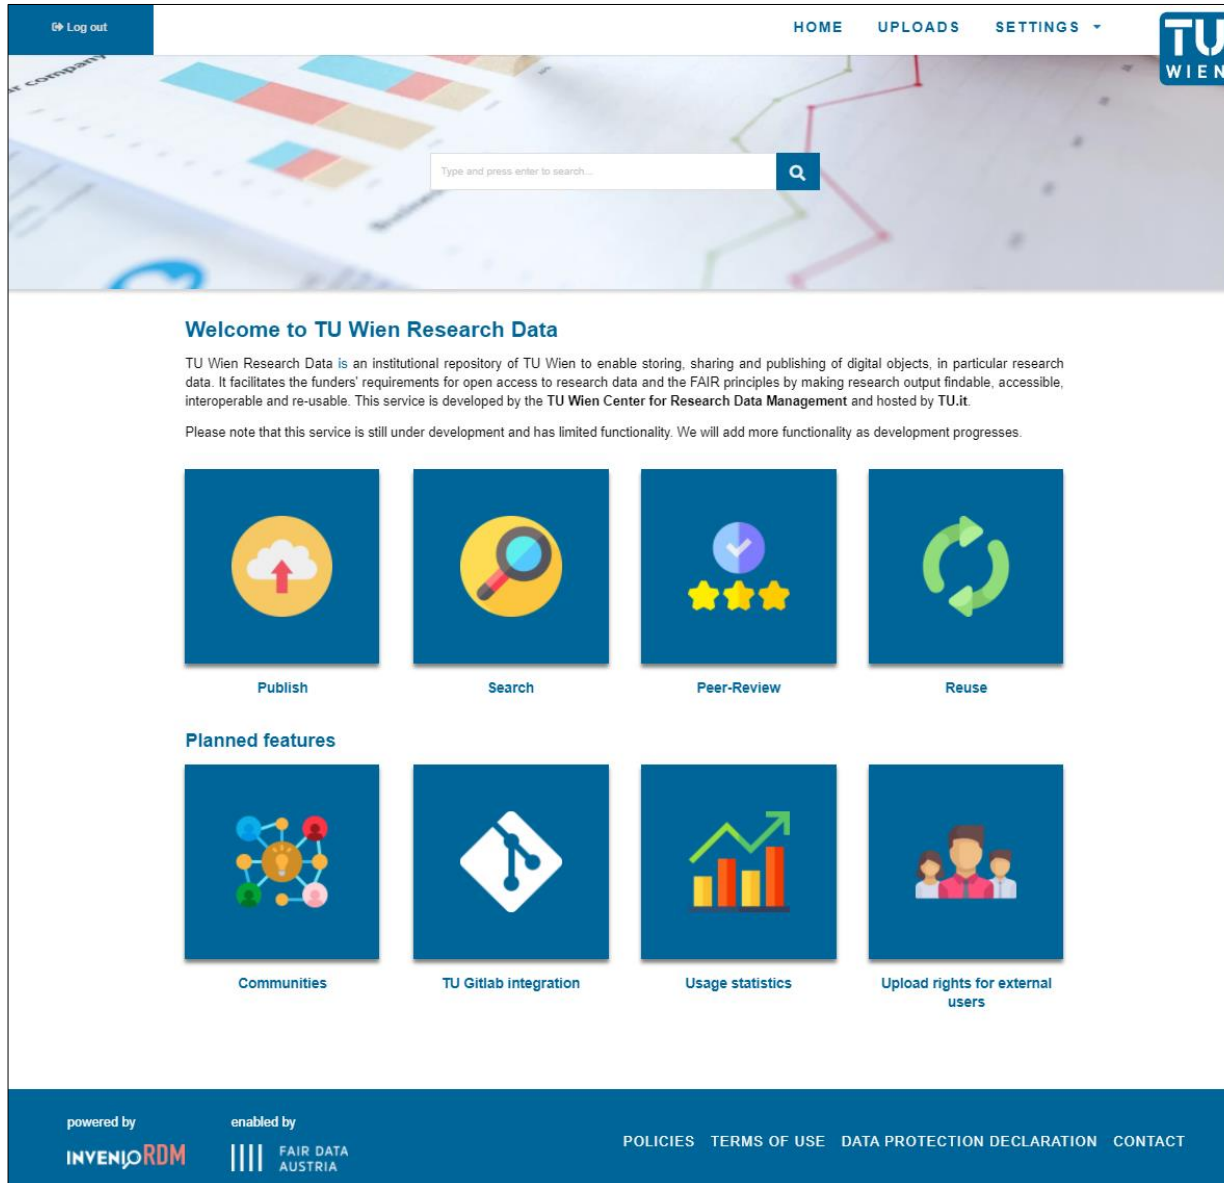 Log out
HOME UPLOADS SETTINGS
TU
WIEN
company
Type and press enter to search...
Welcome to TU Wien Research Data
TU Wien Research Data is an institutional repository of TU Wien to enable storing, sharing and publishing of digital objects, in particular research
data. It facilitates the funders' requirements for open access to research data and the FAIR principles by making research output findable, accessible,
interoperable and re-usable. This service is developed by the TU Wien Center for Research Data Management and hosted by TU.it.
Please note that this service is still under development and has limited functionality. We will add more functionality as development progresses.
Publish Search Peer-Review Reuse
Planned features
Communities TU Gitlab integration Usage statistics Upload rights for external
users
powered by enabled by
INVENIORDM FAIR DATA
AUSTRIA
POLICIES TERMS OF USE DATA PROTECTION DECLARATION CONTACT